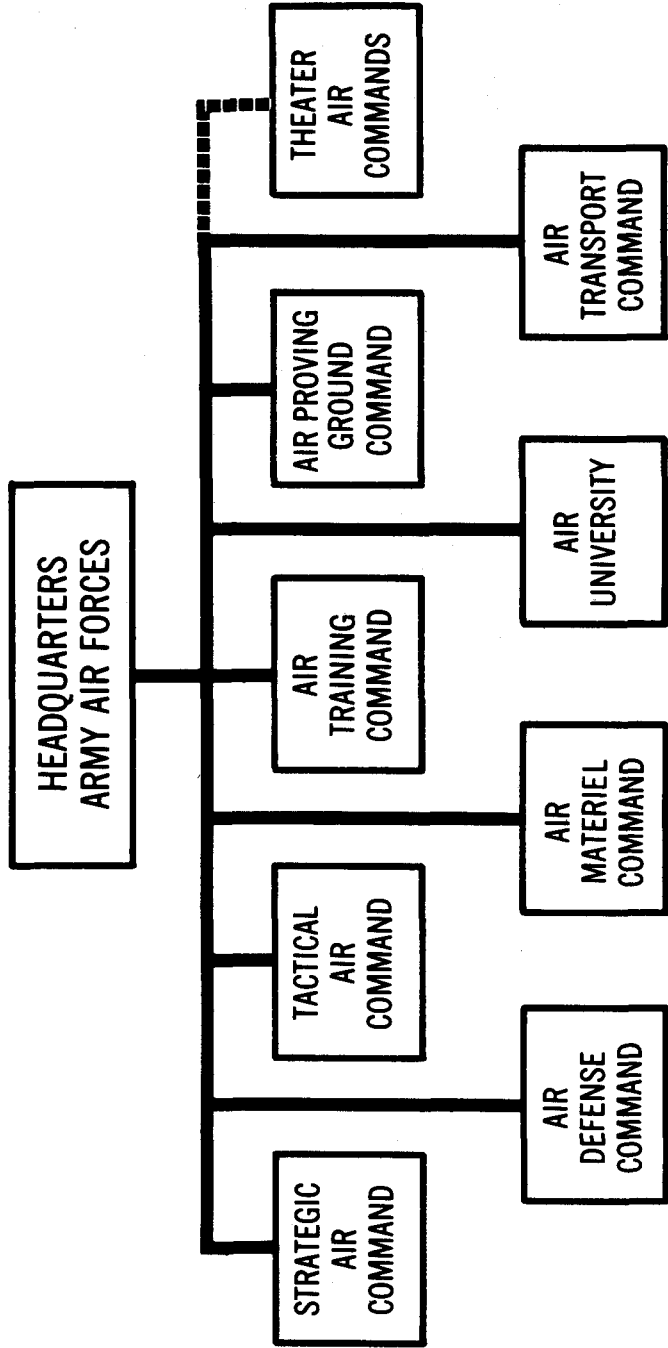 HEADQUARTERS
ARMY AIR FORCES
STRATEGIC
AIR
COMMAND
TACTICAL
AIR
COMMAND
AIR
TRAINING
COMMAND
AIR PROVING
GROUND
COMMAND
THEATER
AIR
COMMANDS
AIR
DEFENSE
COMMAND
AIR
MATERIEL
COMMAND
AIR
UNIVERSITY
AIR
TRANSPORT
COMMAND